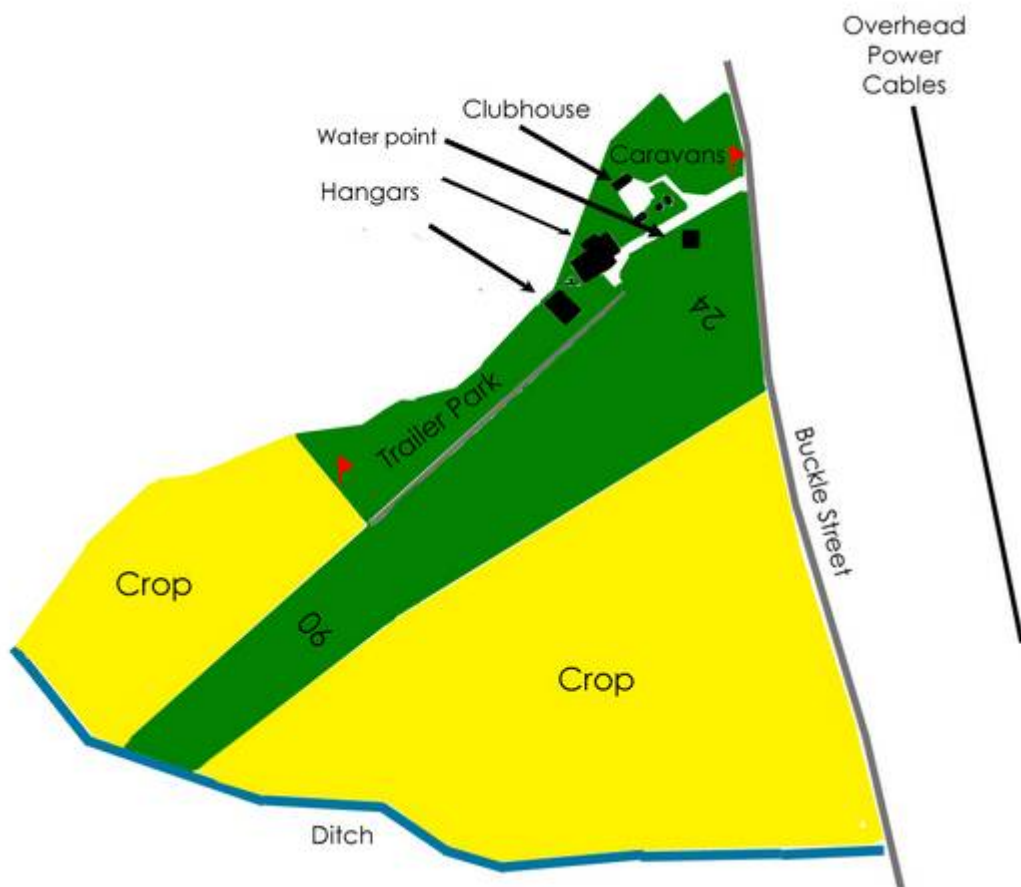 Overhead
Power
Cables
Clubhouse
Water point
Caravans
Hangars
24
Trailer Park
Buckle Street
Crop
06
Crop
Ditch